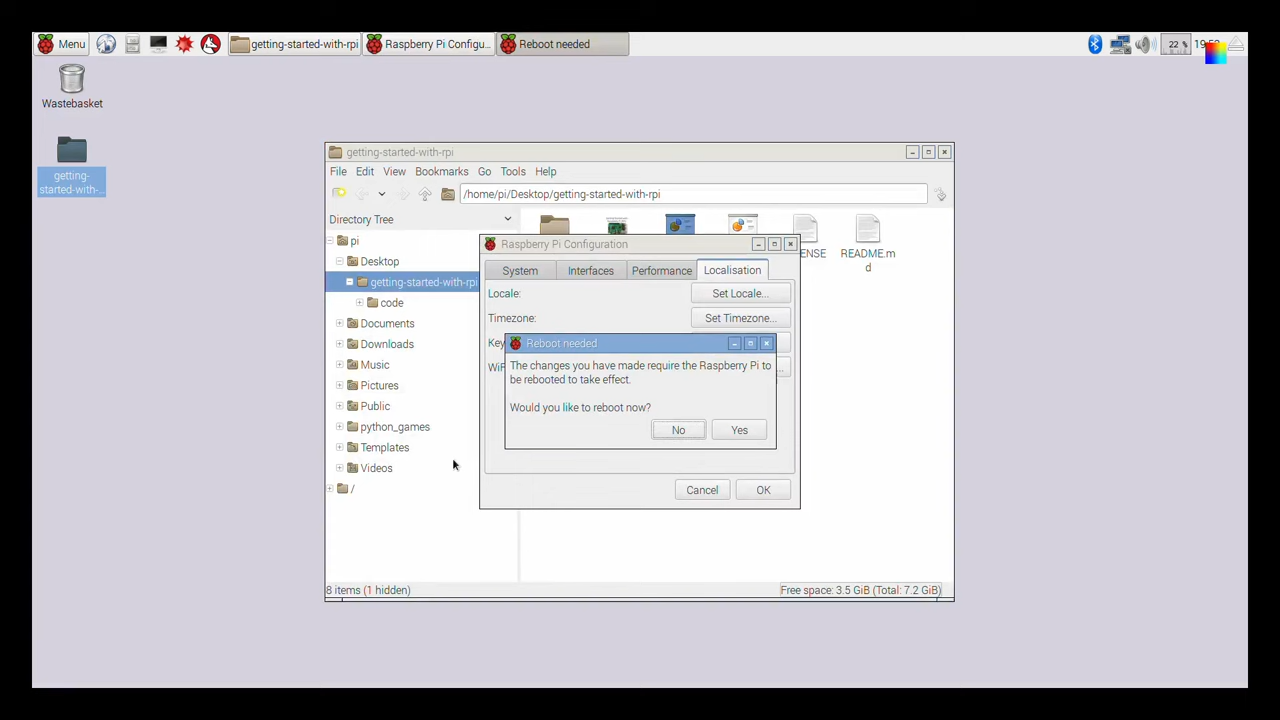 Menu
getting-started-with-rpi
Raspberry Pi Configu...
Reboot needed
22 %
Wastebasket
getting-
started-with-...
getting-started-with-rpi
File Edit View Bookmarks Go Tools Help
/home/pi/Desktop/getting-started-with-rpi
Directory Tree
pi
Desktop
getting-started-with-rpi
code
Documents
Downloads
Music
Pictures
Public
python_games
Templates
Videos
/
README.m
d
Raspberry Pi Configuration
System Interfaces Performance Localisation
Locale: Set Locale...
Timezone: Set Timezone...
Reboot needed
The changes you have made require the Raspberry Pi to
be rebooted to take effect.
Would you like to reboot now?
No Yes
Cancel OK
8 items (1 hidden)
Free space: 3.5 GiB (Total: 7.2 GiB)